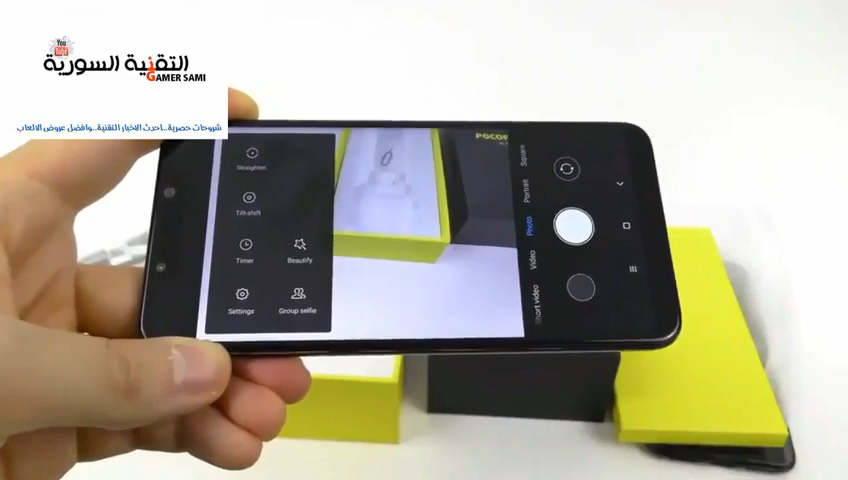 You
Tube
التقنية السورية
GAMER SAMI
شروحات حصرية...احدث الاخبار التقنية...وافضل عروض الالعاب
Straighten
Tilt-shift
Timer
Beautify
Settings
Group selfie
Square
Portrait
Photo
Video
Short video